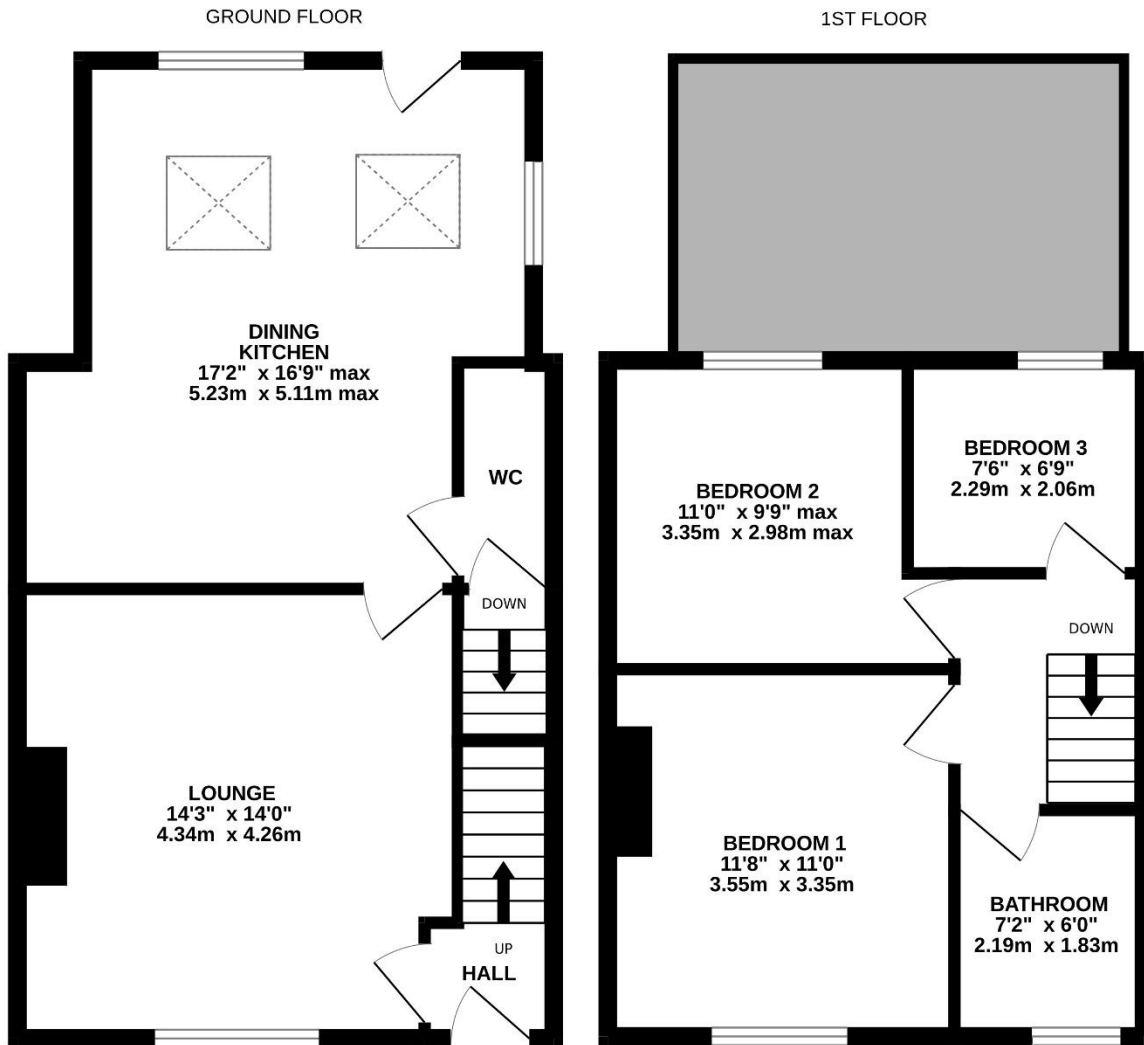 GROUND FLOOR
DINING
KITCHEN
17'2" x 16'9" max
5.23m x 5.11m max
WC
DOWN
LOUNGE
14'3" x 14'0"
4.34m x 4.26m
UP
HALL
1ST FLOOR
BEDROOM 3
7'6" x 6'9"
2.29m x 2.06m
BEDROOM 2
11'0" x 9'9" max
3.35m x 2.98m max
DOWN
BEDROOM 1
11'8" x 11'0"
3.55m x 3.35m
BATHROOM
7'2" x 6'0"
2.19m x 1.83m